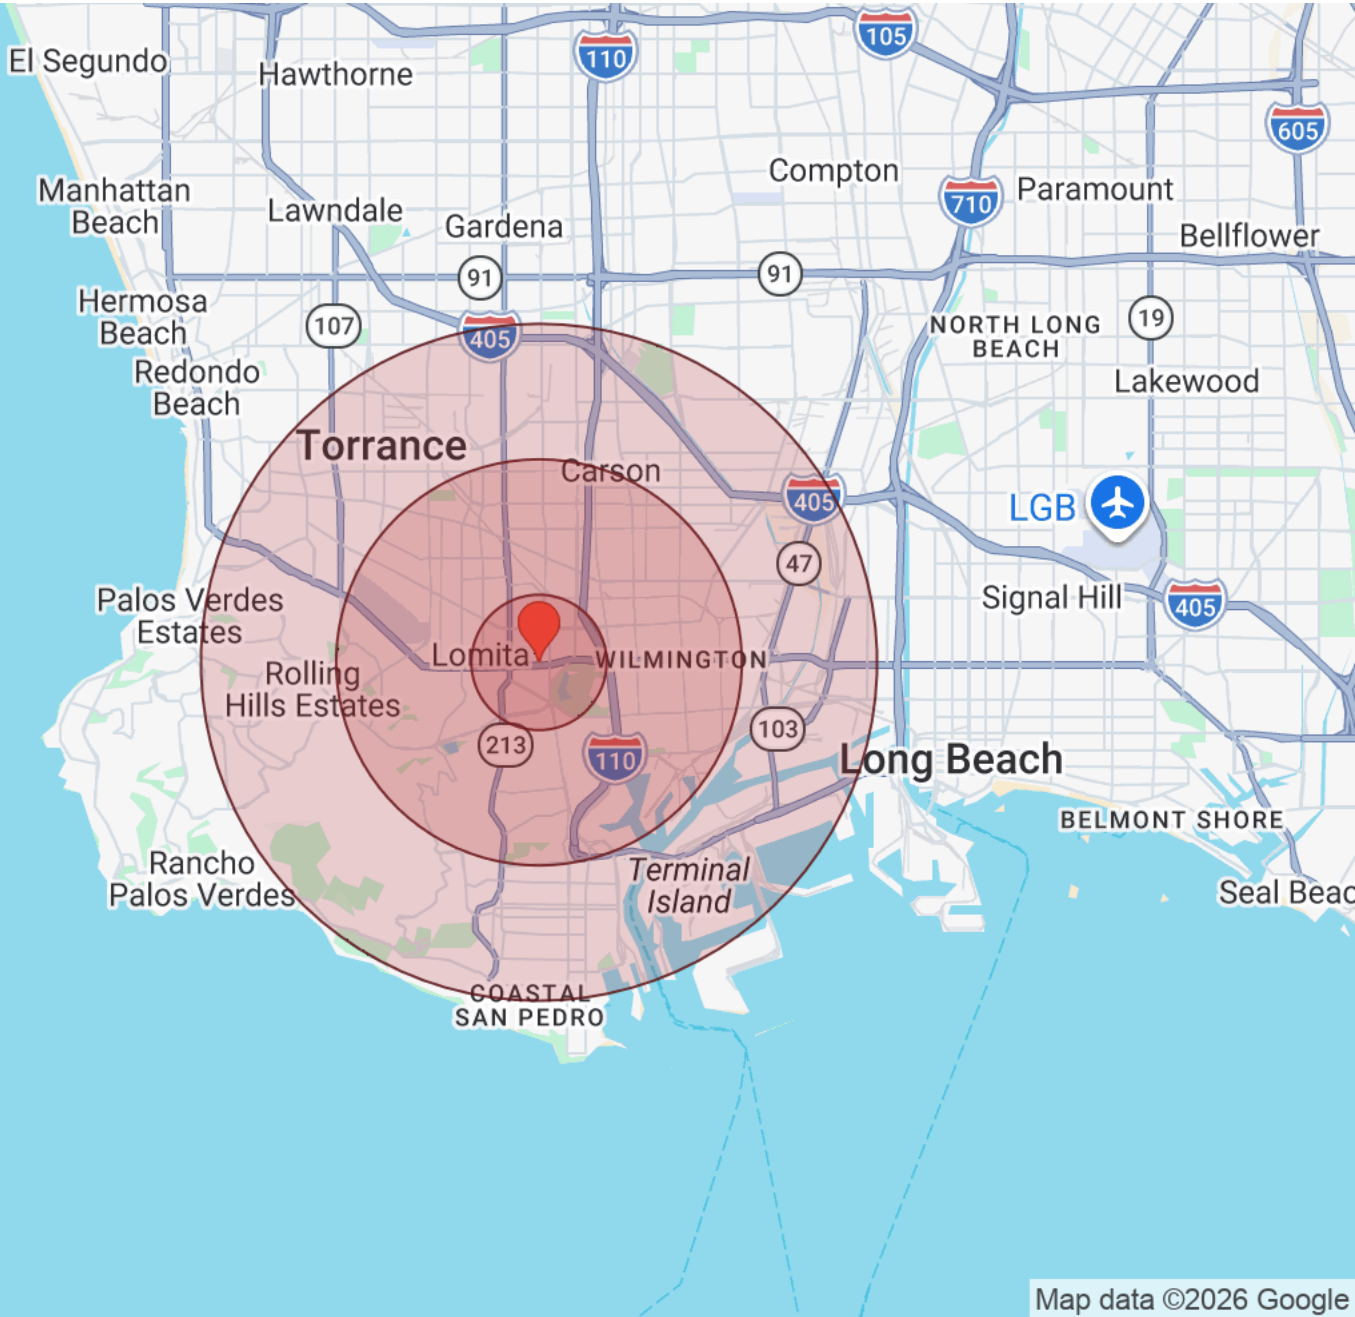 105
110
El Segundo
Hawthorne
605
Compton
Manhattan
Beach
Paramount
710
Lawndale
Gardena
Bellflower
91
91
Hermosa
Beach
107
19
NORTH LONG
BEACH
405
Redondo
Beach
Lakewood
Torrance
Carson
405
LGB
47
Palos Verdes
Estates
Signal Hill
405
Lomita
WILMINGTON
Rolling
Hills Estates
103
213
110
Long Beach
BELMONT SHORE
Rancho
Palos Verdes
Terminal
Island
Seal Beac
COASTAL
SAN PEDRO
Map data ©2026 Google